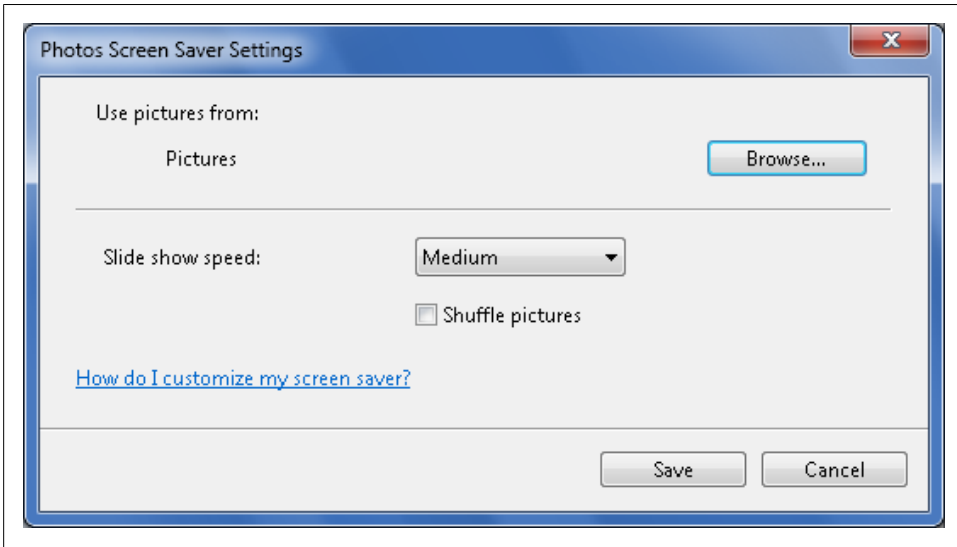 Photos Screen Saver Settings
X
Use pictures from:
Pictures
Browse...
Slide show speed:
Medium
Shuffle pictures
How do I customize my screen saver?
Save
Cancel